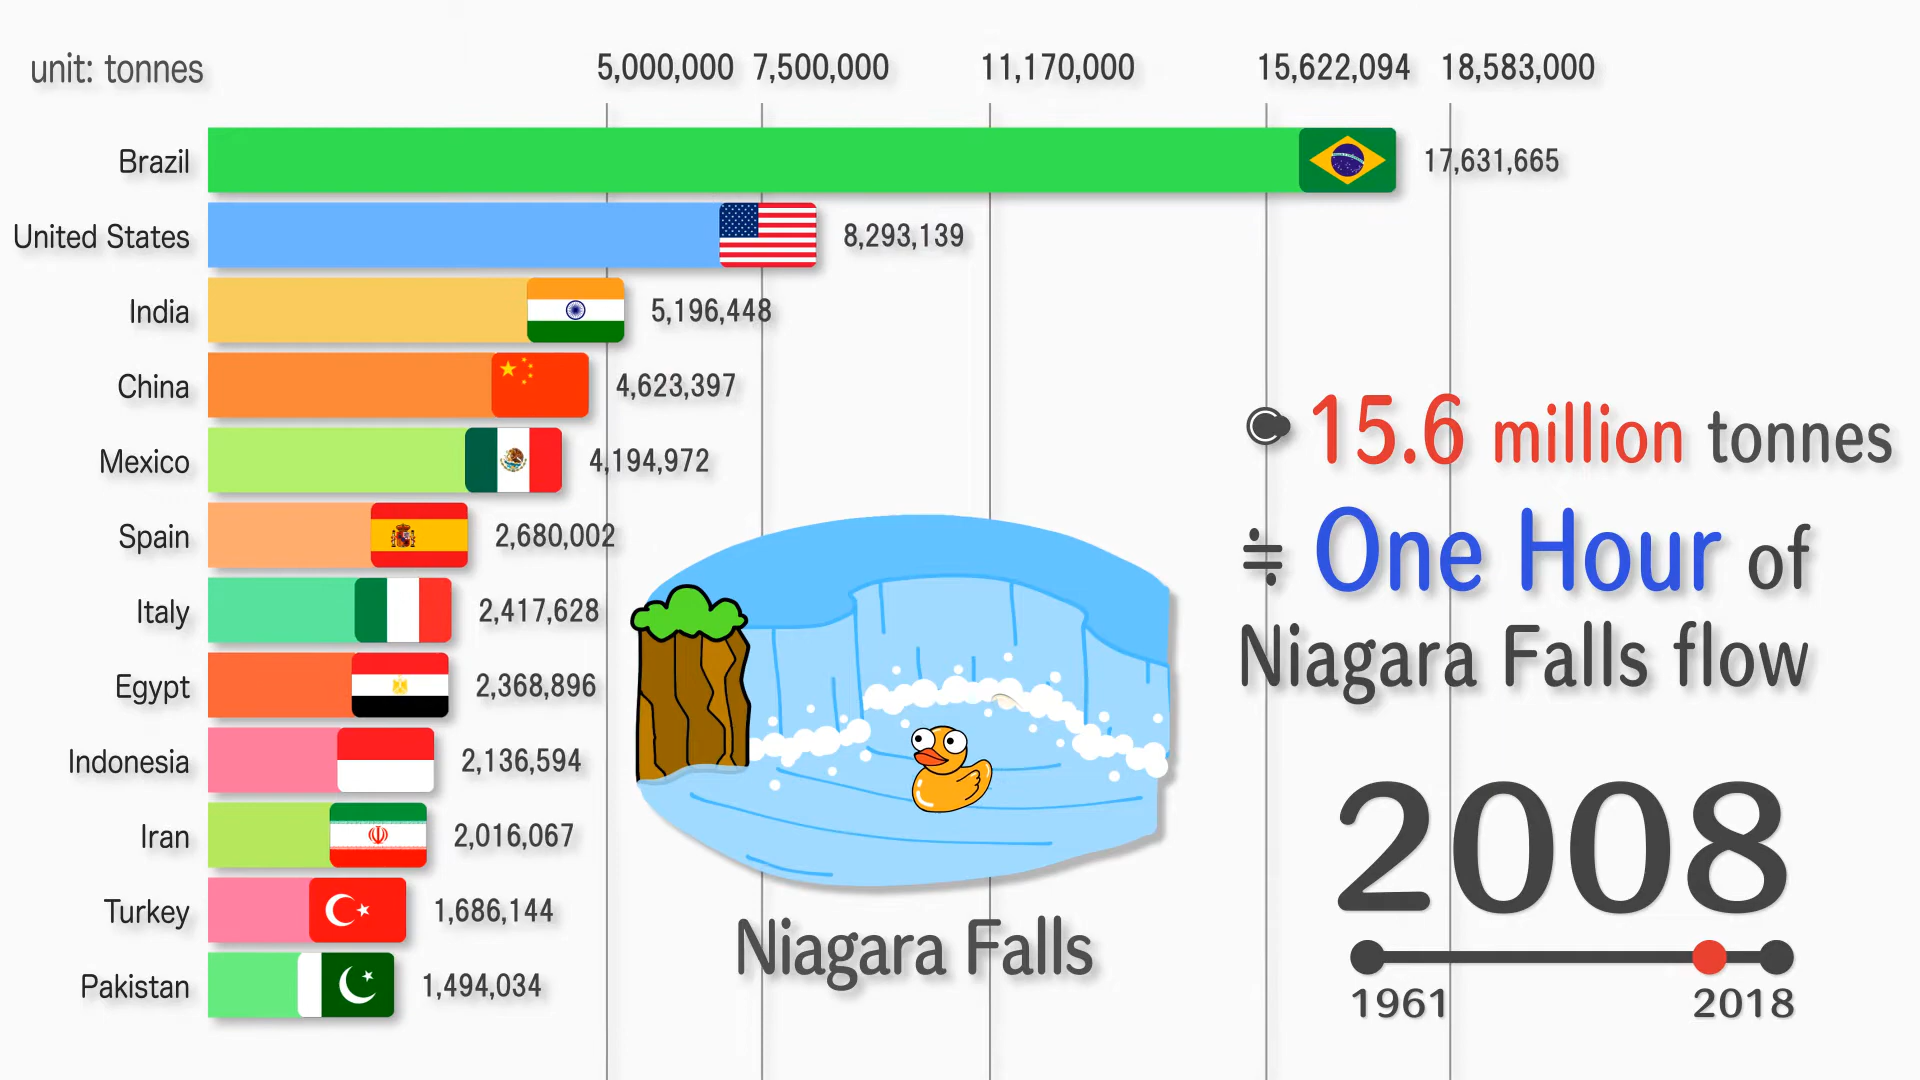 unit: tonnes
5,000,000 7,500,000 11,170,000 15,622,094 18,583,000
Brazil 17,631,665
United States 8,293,139
India 5,196,448
China 4,623,397
Mexico 4,194,972
Spain 2,680,002
Italy 2,417,628
Egypt 2,368,896
Indonesia 2,136,594
Iran 2,016,067
Turkey 1,686,144
Pakistan 1,494,034
15.6 million tonnes
≒ One Hour of
Niagara Falls flow
Niagara Falls
2008
1961 2018